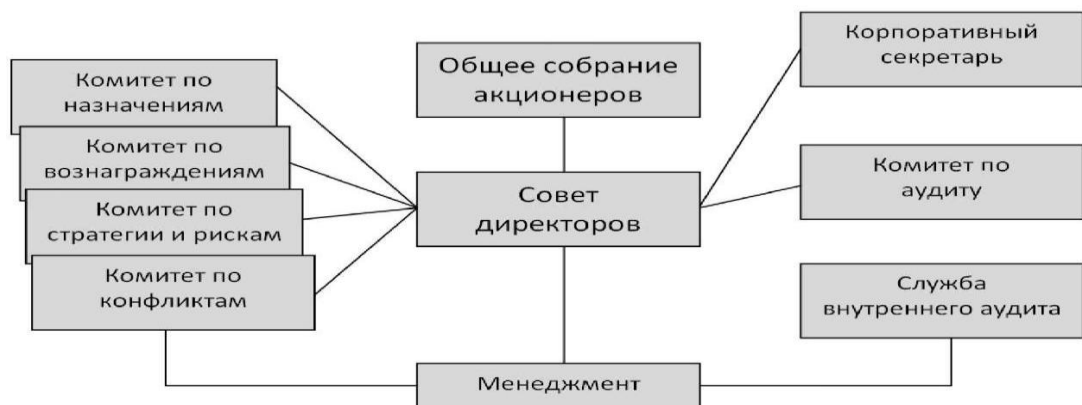 Комитет по
назначениям
Комитет по
вознаграждениям
Комитет по
стратегии и рискам
Комитет по
конфликтам
Общее собрание
акционеров
Совет
директоров
Менеджмент
Корпоративный
секретарь
Комитет по
аудиту
Служба
внутреннего аудита